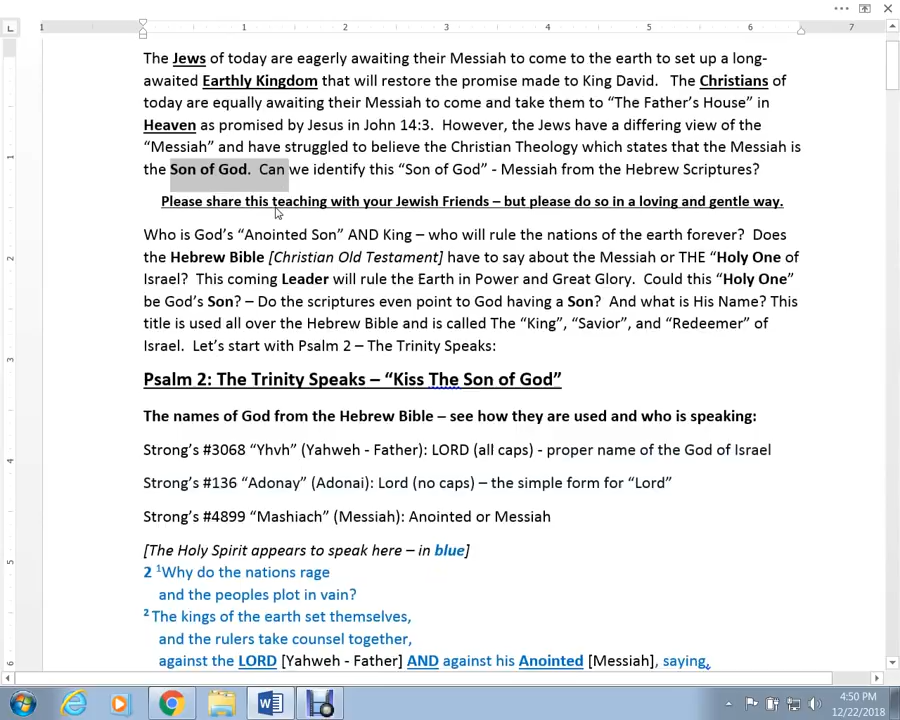 1 1 2 3 4 5 6 7
The Jews of today are eagerly awaiting their Messiah to come to the earth to set up a long-
awaited Earthly Kingdom that will restore the promise made to King David.  The Christians of
today are equally awaiting their Messiah to come and take them to “The Father’s House” in
Heaven as promised by Jesus in John 14:3.  However, the Jews have a differing view of the
“Messiah” and have struggled to believe the Christian Theology which states that the Messiah is
the Son of God.  Can we identify this “Son of God” - Messiah from the Hebrew Scriptures?
Please share this teaching with your Jewish Friends – but please do so in a loving and gentle way.
Who is God’s “Anointed Son” AND King – who will rule the nations of the earth forever?  Does
the Hebrew Bible [Christian Old Testament] have to say about the Messiah or THE “Holy One of
Israel?  This coming Leader will rule the Earth in Power and Great Glory.  Could this “Holy One”
be God’s Son? – Do the scriptures even point to God having a Son?  And what is His Name? This
title is used all over the Hebrew Bible and is called The “King”, “Savior”, and “Redeemer” of
Israel.  Let’s start with Psalm 2 – The Trinity Speaks:
Psalm 2: The Trinity Speaks – “Kiss The Son of God”
The names of God from the Hebrew Bible – see how they are used and who is speaking:
Strong’s #3068 “Yhvh” (Yahweh - Father): LORD (all caps) - proper name of the God of Israel
Strong’s #136 “Adonay” (Adonai): Lord (no caps) – the simple form for “Lord”
Strong’s #4899 “Mashiach” (Messiah): Anointed or Messiah
[The Holy Spirit appears to speak here – in blue]
2 1Why do the nations rage
and the peoples plot in vain?
2 The kings of the earth set themselves,
and the rulers take counsel together,
against the LORD [Yahweh - Father] AND against his Anointed [Messiah], saying,
1
2
3
4
5
6
4:50 PM
12/22/2018